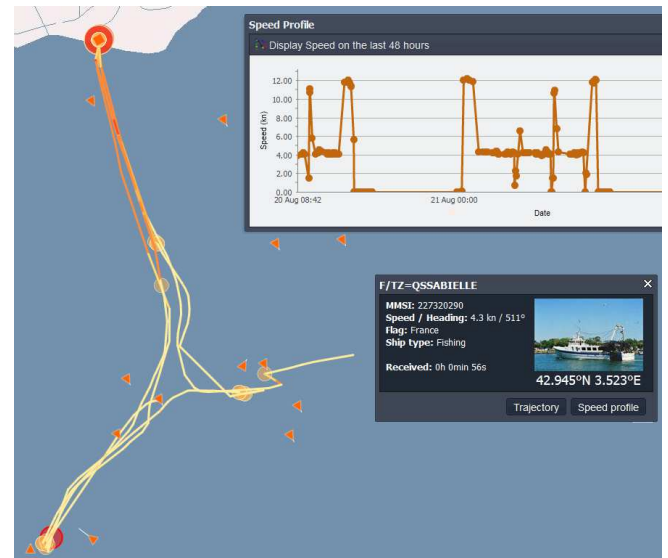 Speed Profile
Display Speed on the last 48 hours
12.00
10.00
8.00
6.00
4.00
2.00
0.00
Speed (kn)
20 Aug 08:42
21 Aug 00:00
Date
F/TZ=QSSABIELLE
MMSI: 227320290
Speed / Heading: 4.3 kn / 511°
Flag: France
Ship type: Fishing
Received: 0h 0min 56s
42.945°N 3.523°E
Trajectory
Speed profile